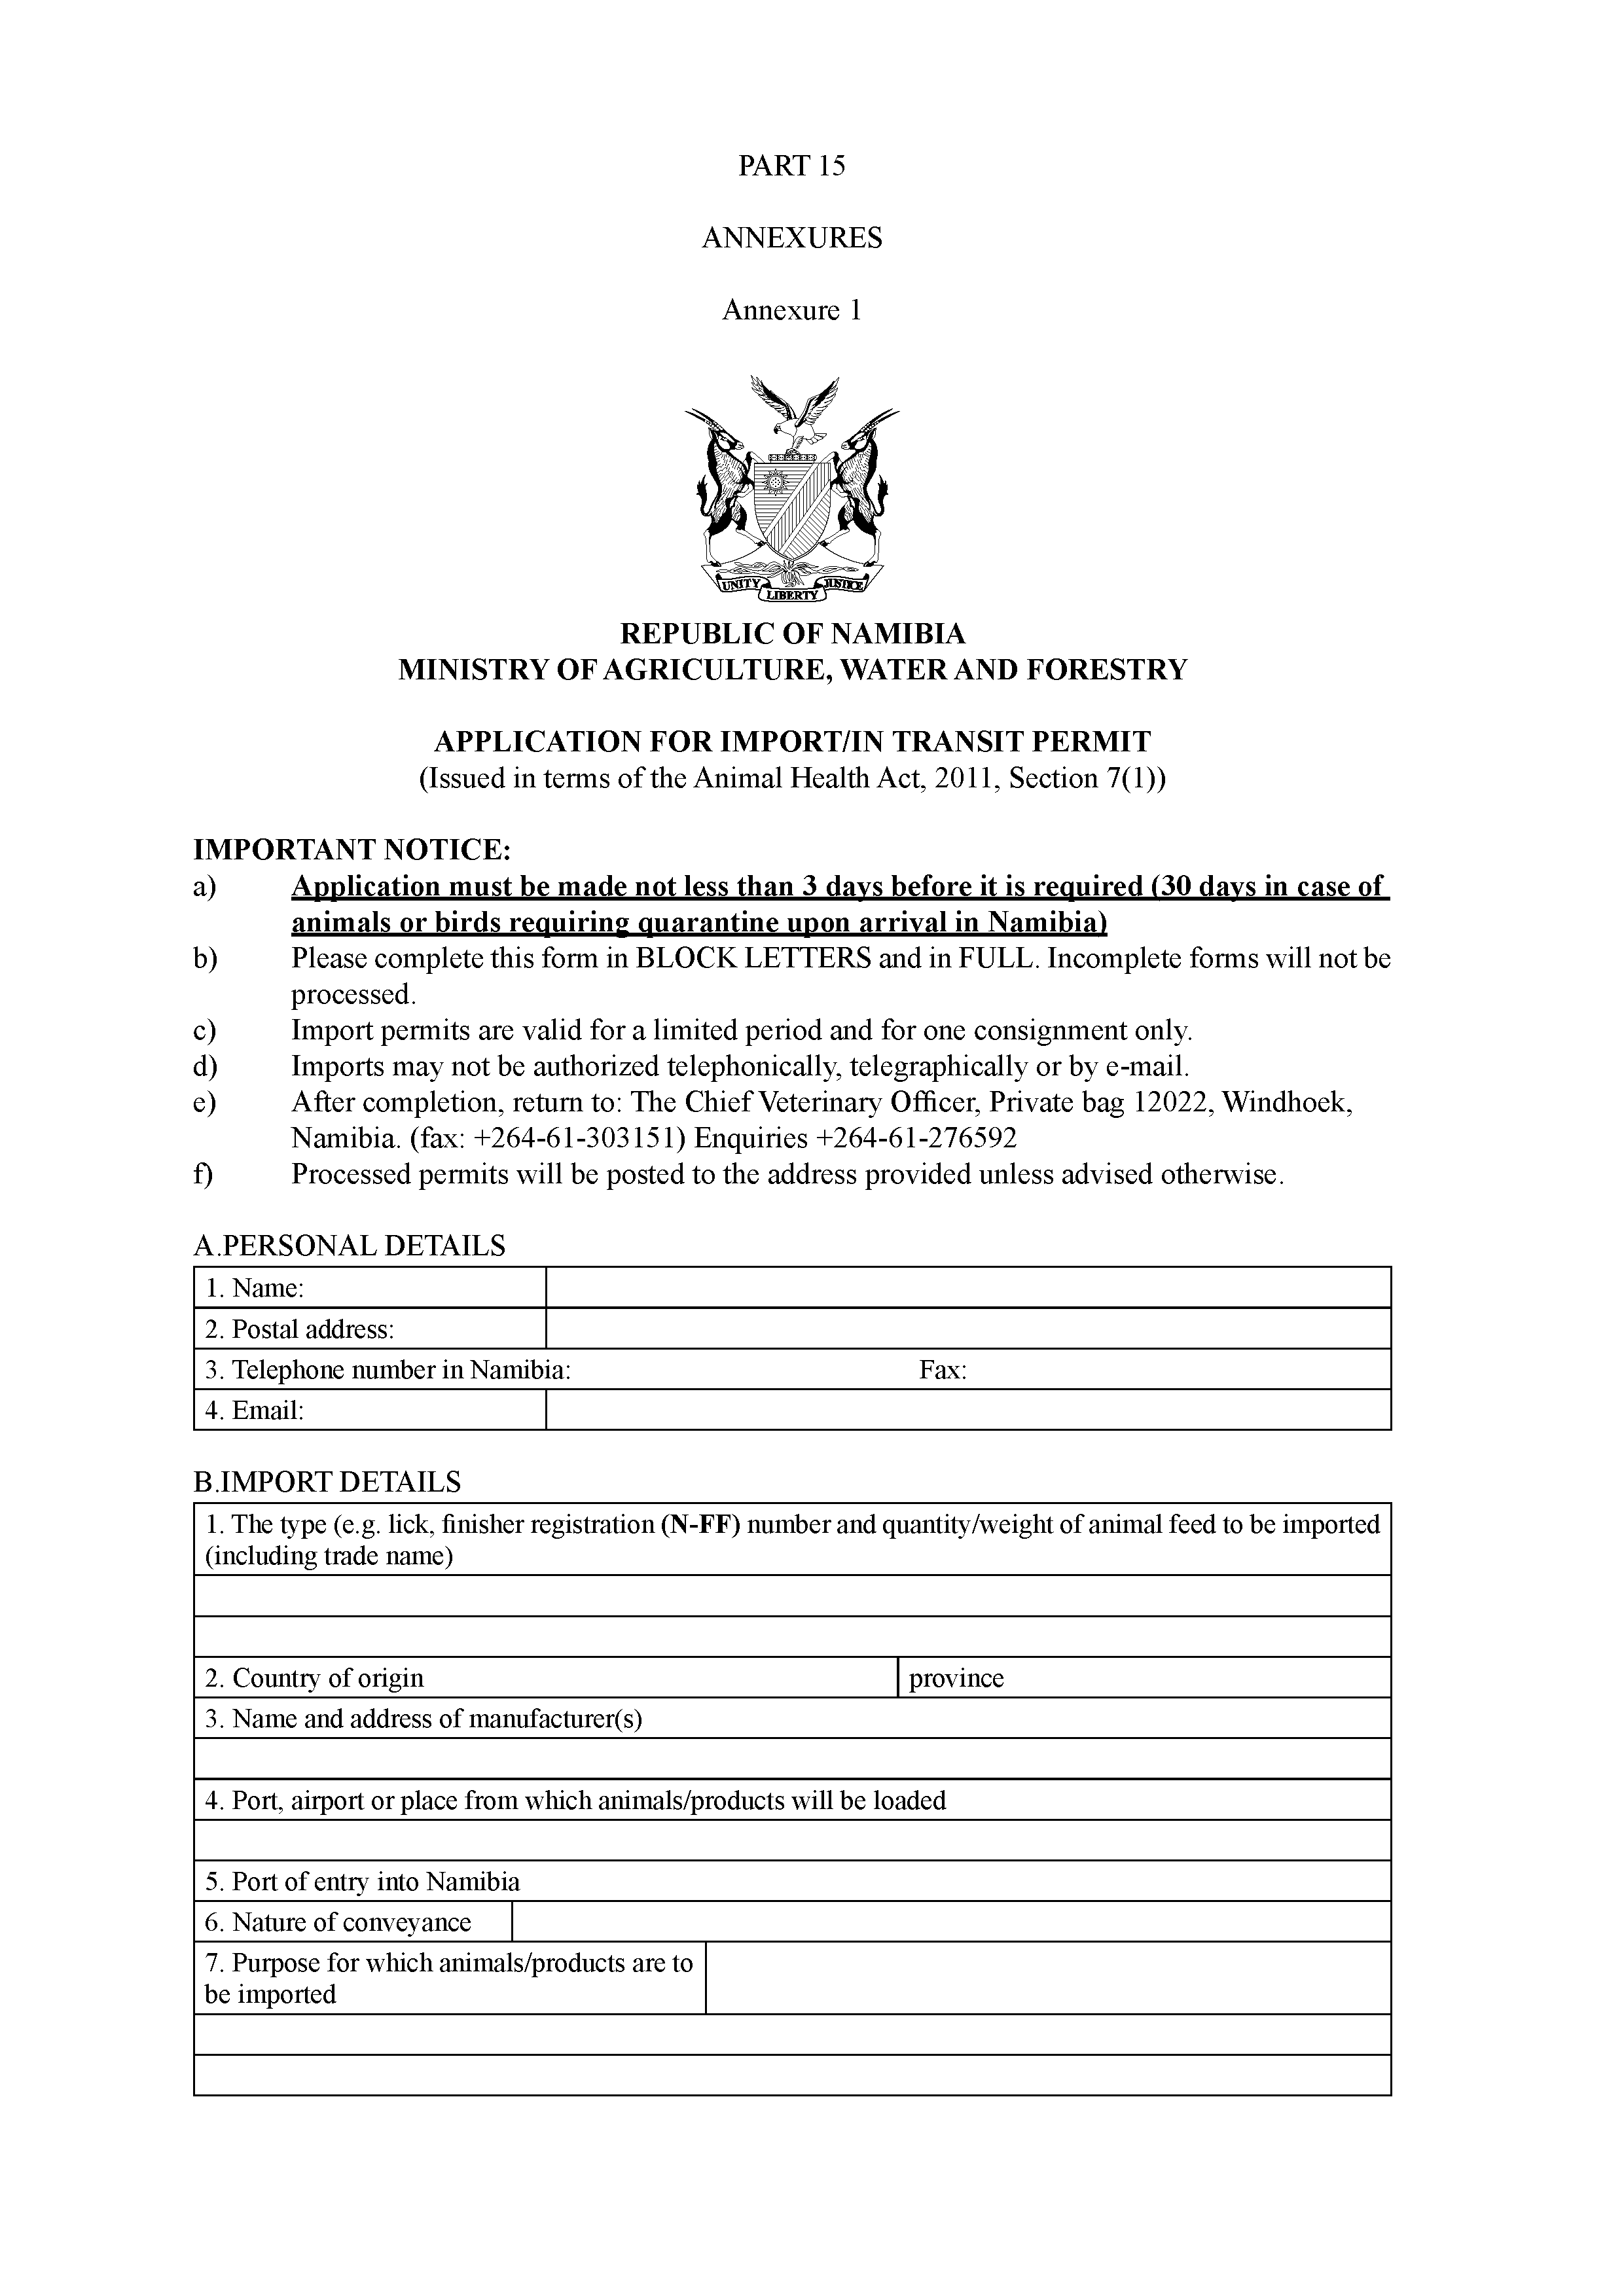 PART 15
ANNEXURES
Annexure 1
UNITY LIBERTY JUSTICE
REPUBLIC OF NAMIBIA
MINISTRY OF AGRICULTURE, WATER AND FORESTRY
APPLICATION FOR IMPORT/IN TRANSIT PERMIT
(Issued in terms of the Animal Health Act, 2011, Section 7(1))
IMPORTANT NOTICE:
a) Application must be made not less than 3 days before it is required (30 days in case of
animals or birds requiring quarantine upon arrival in Namibia)
b) Please complete this form in BLOCK LETTERS and in FULL. Incomplete forms will not be
processed.
c) Import permits are valid for a limited period and for one consignment only.
d) Imports may not be authorized telephonically, telegraphically or by e-mail.
e) After completion, return to: The Chief Veterinary Officer, Private bag 12022, Windhoek,
Namibia. (fax: +264-61-303151) Enquiries +264-61-276592
f) Processed permits will be posted to the address provided unless advised otherwise.
A.PERSONAL DETAILS
1. Name:
2. Postal address:
3. Telephone number in Namibia: Fax:
4. Email:
B.IMPORT DETAILS
1. The type (e.g. lick, finisher registration (N-FF) number and quantity/weight of animal feed to be imported
(including trade name)
2. Country of origin province
3. Name and address of manufacturer(s)
4. Port, airport or place from which animals/products will be loaded
5. Port of entry into Namibia
6. Nature of conveyance
7. Purpose for which animals/products are to
be imported